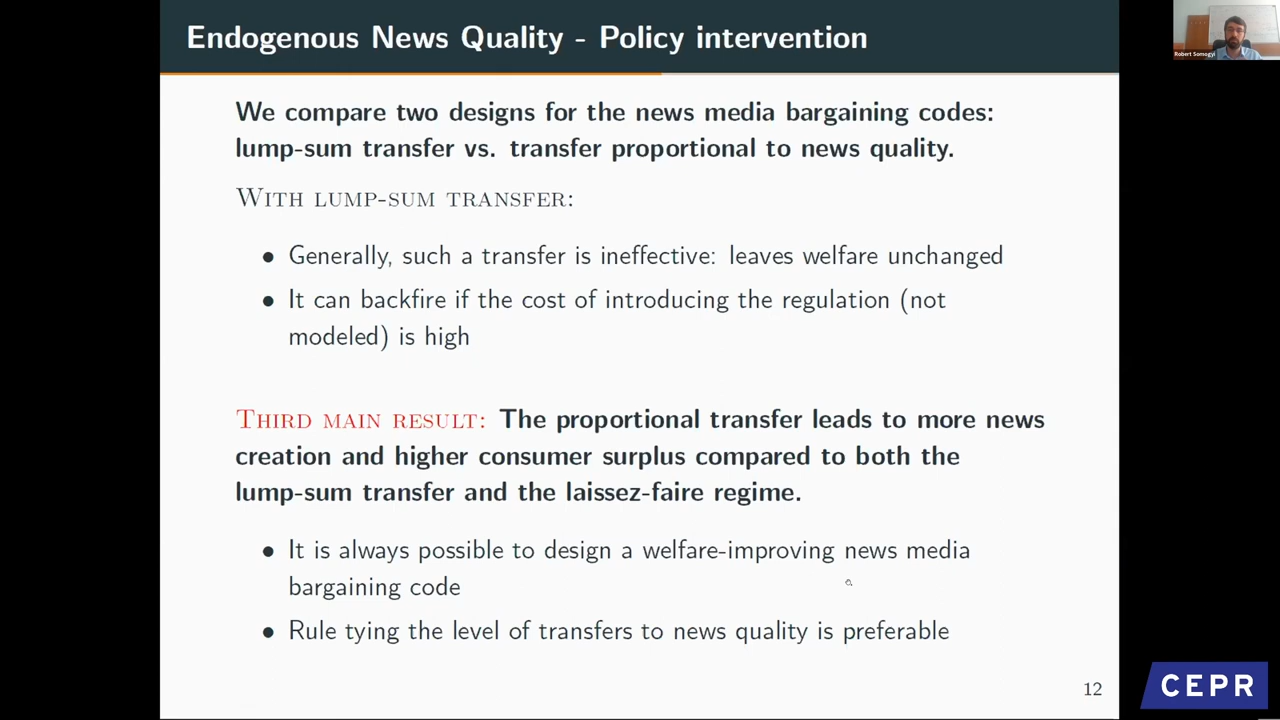 Endogenous News Quality - Policy intervention
Robert Somogyi
We compare two designs for the news media bargaining codes:
lump-sum transfer vs. transfer proportional to news quality.
With lump-sum transfer:
• Generally, such a transfer is ineffective: leaves welfare unchanged
• It can backfire if the cost of introducing the regulation (not
modeled) is high
Third main result: The proportional transfer leads to more news
creation and higher consumer surplus compared to both the
lump-sum transfer and the laissez-faire regime.
• It is always possible to design a welfare-improving news media
bargaining code
• Rule tying the level of transfers to news quality is preferable
12
CEPR